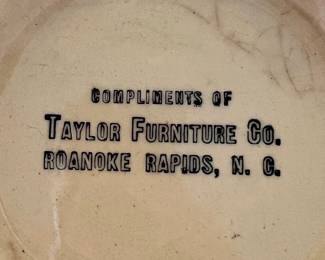 COMPLIMENTS OF
TAYLOR FURNITURE CO.
ROANOKE RAPIDS, N. C.